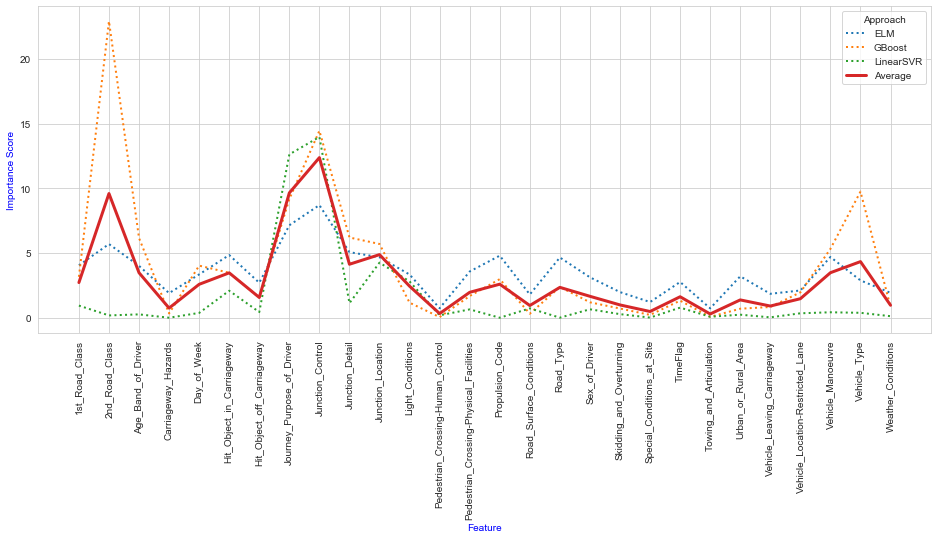 Approach
ELM
GBoost
LinearSVR
Average
Importance Score
20
15
10
5
0
1st_Road_Class
2nd_Road_Class
Age_Band_of_Driver
Carriageway_Hazards
Day_of_Week
Hit_Object_in_Carriageway
Hit_Object_off_Carriageway
Journey_Purpose_of_Driver
Junction_Control
Junction_Detail
Junction_Location
Light_Conditions
Pedestrian_Crossing-Human_Control
Pedestrian_Crossing-Physical_Facilities
Propulsion_Code
Road_Surface_Conditions
Road_Type
Sex_of_Driver
Skidding_and_Overturning
Special_Conditions_at_Site
TimeFlag
Towing_and_Articulation
Urban_or_Rural_Area
Vehicle_Leaving_Carriageway
Vehicle_Location-Restricted_Lane
Vehicle_Manoeuvre
Vehicle_Type
Weather_Conditions
Feature